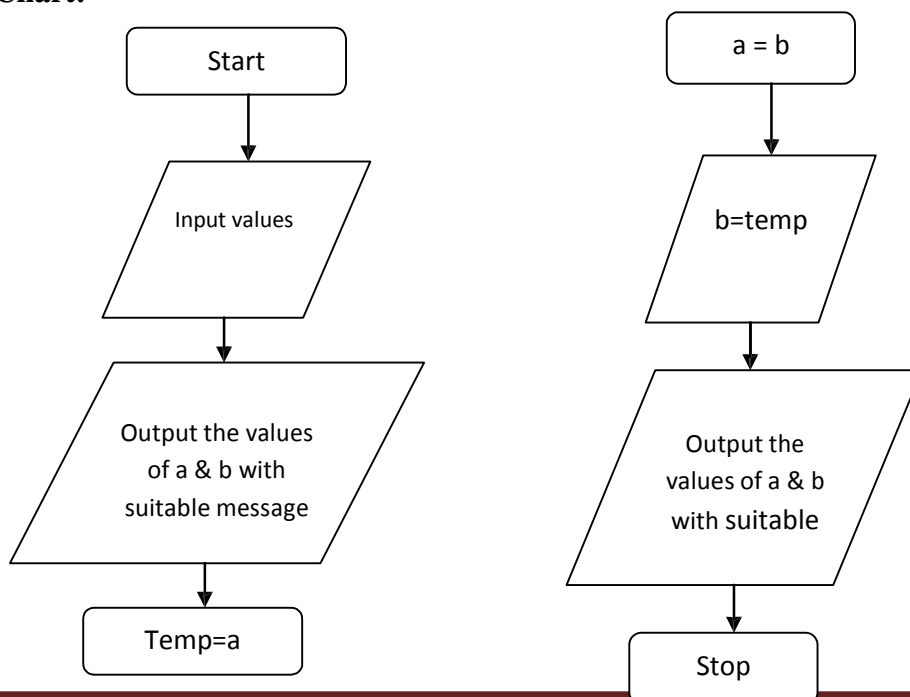 Chart:
Start
Input values
Output the values
of a & b with
suitable message
Temp=a
a = b
b=temp
Output the
values of a & b
with suitable
Stop